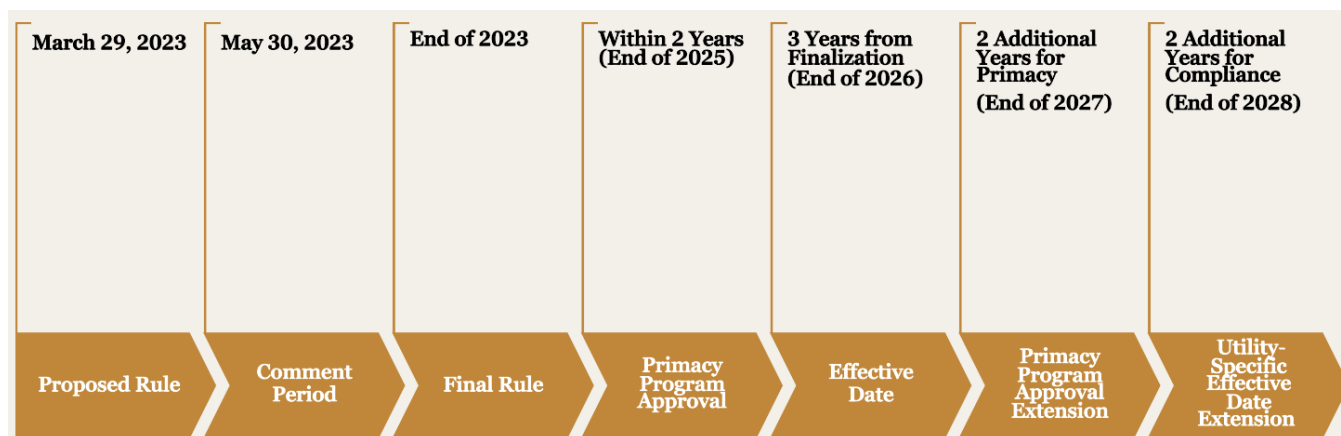 March 29, 2023
May 30, 2023
End of 2023
Within 2 Years
(End of 2025)
3 Years from
Finalization
(End of 2026)
2 Additional
Years for
Primacy
(End of 2027)
2 Additional
Years for
Compliance
(End of 2028)
Proposed Rule
Comment
Period
Final Rule
Primacy
Program
Approval
Effective
Date
Primacy
Program
Approval
Extension
Utility-
Specific
Effective
Date
Extension